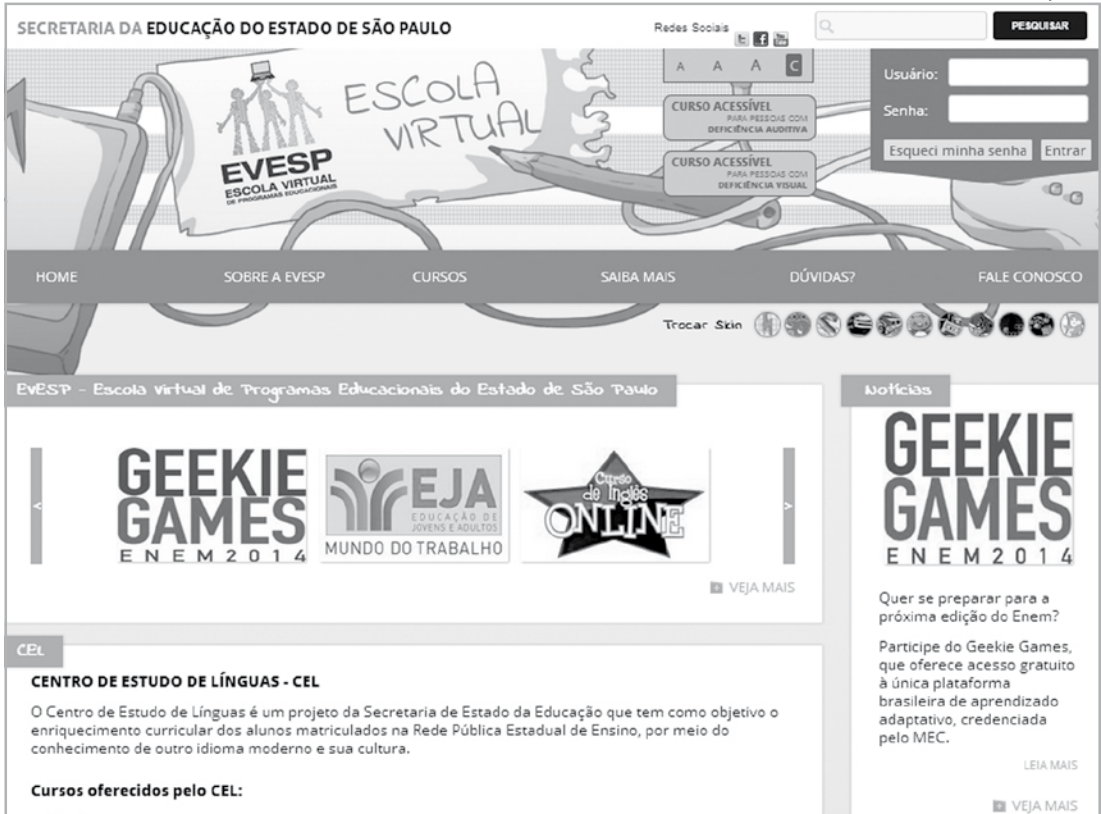 SECRETARIA DA EDUCAÇÃO DO ESTADO DE SÃO PAULO
Redes Sociais
PESQUISAR
EVESP
ESCOLA VIRTUAL
DE PROGRAMAS EDUCACIONAIS
ESCOLA
VIRTUAL
A A A C
CURSO ACESSÍVEL
PARA PESSOAS COM
DEFICIÊNCIA AUDITIVA
CURSO ACESSÍVEL
PARA PESSOAS COM
DEFICIÊNCIA VISUAL
Usuário:
Senha:
Esqueci minha senha Entrar
HOME SOBRE A EVESP CURSOS SAIBA MAIS DÚVIDAS? FALE CONOSCO
Trocar Skin
EVESP - Escola Virtual de Programas Educacionais do Estado de São Paulo
<
GEEKIE
GAMES
ENEM 2014
EJA
EDUCAÇÃO DE
JOVENS E ADULTOS
MUNDO DO TRABALHO
Curso
de Inglês
ONLINE
>
VEJA MAIS
CEL
CENTRO DE ESTUDO DE LÍNGUAS - CEL
O Centro de Estudo de Línguas é um projeto da Secretaria de Estado da Educação que tem como objetivo o
enriquecimento curricular dos alunos matriculados na Rede Pública Estadual de Ensino, por meio do
conhecimento de outro idioma moderno e sua cultura.
Cursos oferecidos pelo CEL:
Notícias
GEEKIE
GAMES
ENEM 2014
Quer se preparar para a
próxima edição do Enem?
Participe do Geekie Games,
que oferece acesso gratuito
à única plataforma
brasileira de aprendizado
adaptativo, credenciada
pelo MEC.
LEIA MAIS
VEJA MAIS